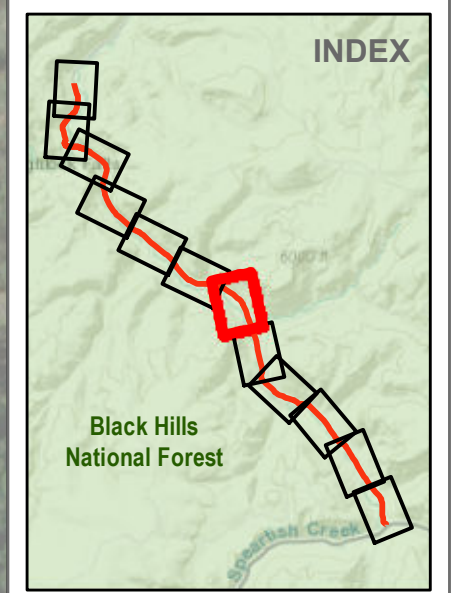 INDEX
6000 ft
Black Hills
National Forest
Spearfish Creek